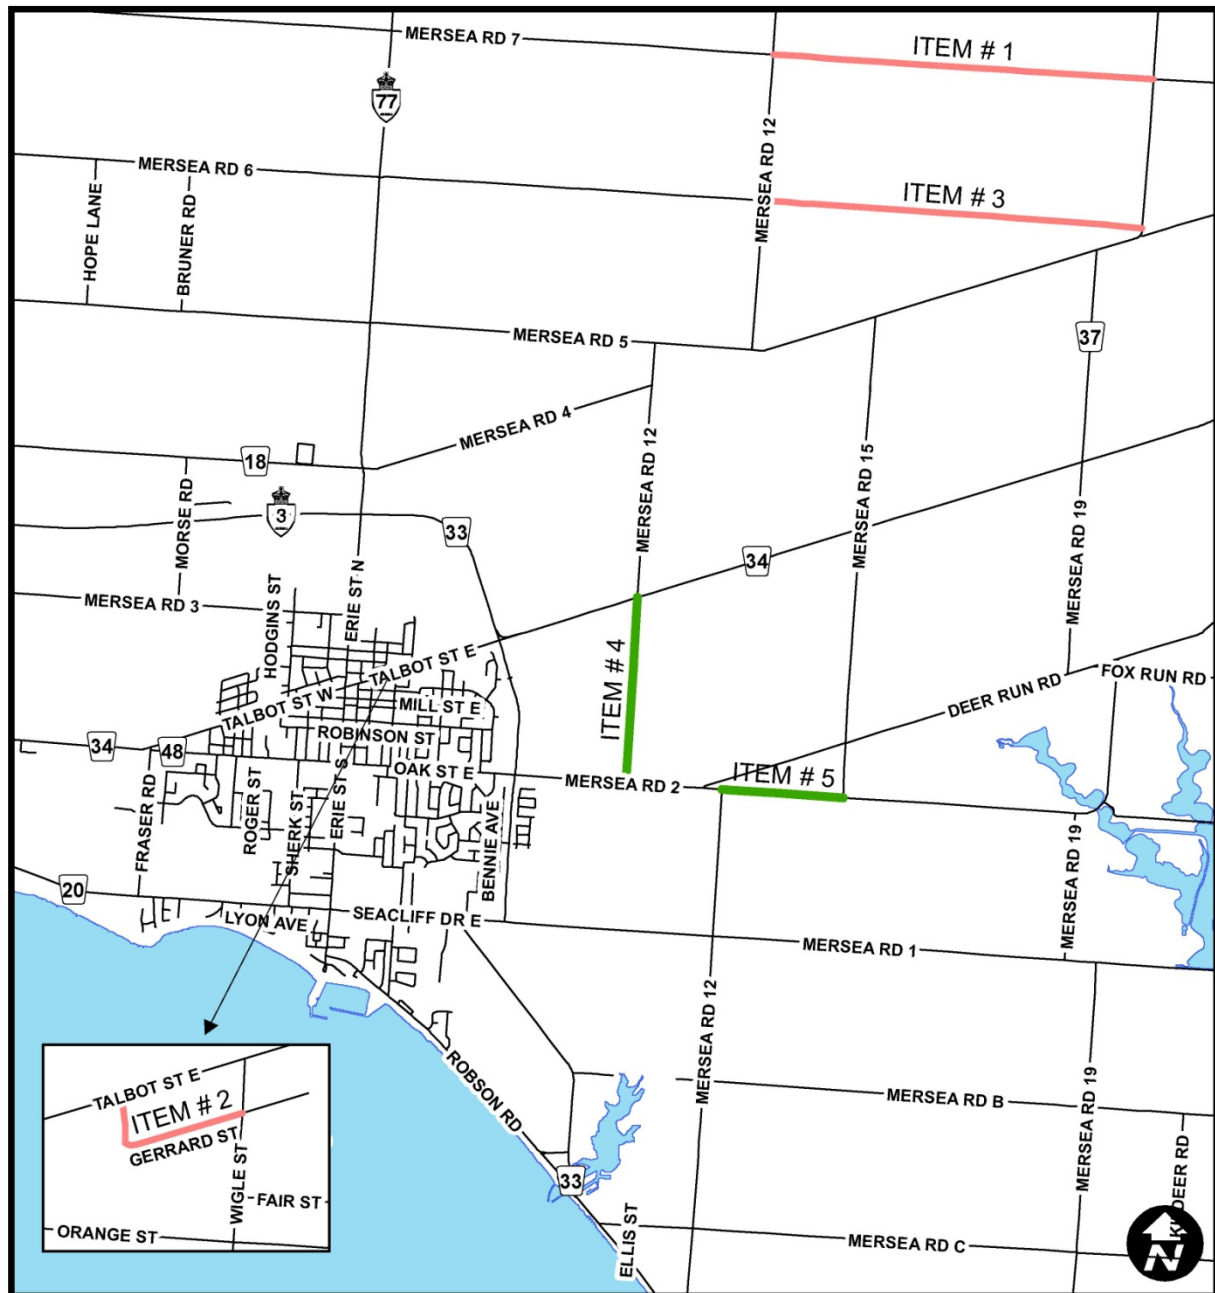 MERSEA RD 7
ITEM # 1
77
MERSEA RD 12
MERSEA RD 6
ITEM # 3
HOPE LANE
BRUNER RD
MERSEA RD 5
37
MERSEA RD 4
MERSEA RD 12
MERSEA RD 15
18
MORSE RD
3
33
34
MERSEA RD 19
MERSEA RD 3
HODGINS ST
ERIE ST N
TALBOT ST E
ITEM # 4
FOX RUN RD
DEER RUN RD
TALBOT ST W
MILL ST E
ROBINSON ST
34
48
OAK ST E
MERSEA RD 2
ITEM # 5
FRASER RD
ROGER ST
SHERK ST
ERIE ST S
BENNIE AVE
MERSEA RD 19
20
LYON AVE
SEACLIFF DR E
MERSEA RD 1
MERSEA RD 12
ROBSON RD
MERSEA RD B
MERSEA RD 19
TALBOT ST E
ITEM # 2
GERRARD ST
WIGLE ST
FAIR ST
ORANGE ST
33
ELLIS ST
MERSEA RD C
DEER RD
N